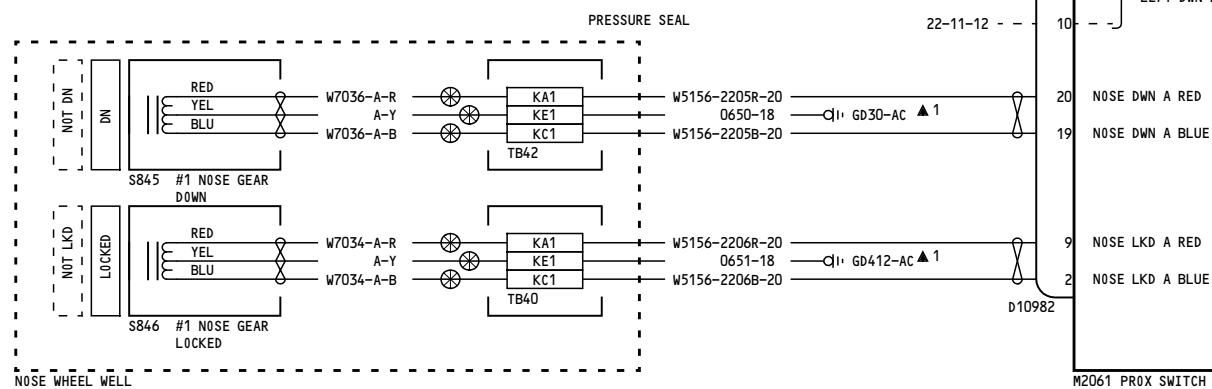 PRESSURE SEAL
22-11-12
10
NOT DN
DN
RED
YEL
BLU
W7036-A-R
A-Y
W7036-A-B
KA1
KE1
KC1
TB42
W5156-2205R-20
0650-18
GD30-AC 1
W5156-2205B-20
20 NOSE DWN A RED
19 NOSE DWN A BLUE
S845 #1 NOSE GEAR
DOWN
NOT LKD
LOCKED
RED
YEL
BLU
W7034-A-R
A-Y
W7034-A-B
KA1
KE1
KC1
TB40
W5156-2206R-20
0651-18
GD412-AC 1
W5156-2206B-20
9 NOSE LKD A RED
2 NOSE LKD A BLUE
D10982
S846 #1 NOSE GEAR
LOCKED
NOSE WHEEL WELL
M2061 PROX SWITCH